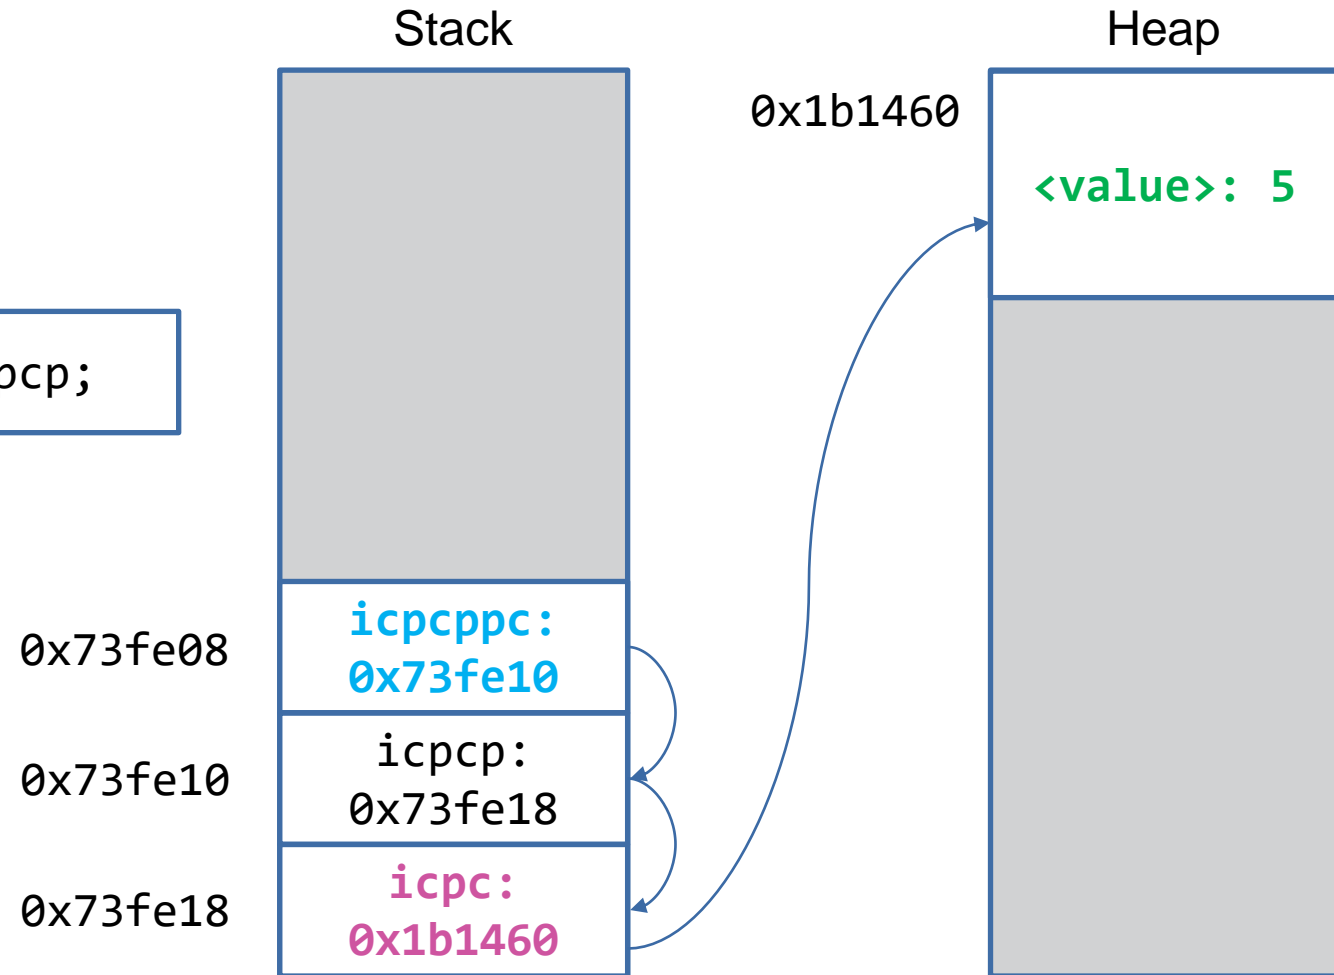 Stack
Heap
0x1b1460
<value>: 5
pcp;
0x73fe08
icpcppc:
0x73fe10
0x73fe10
icpcp:
0x73fe18
0x73fe18
icpc:
0x1b1460